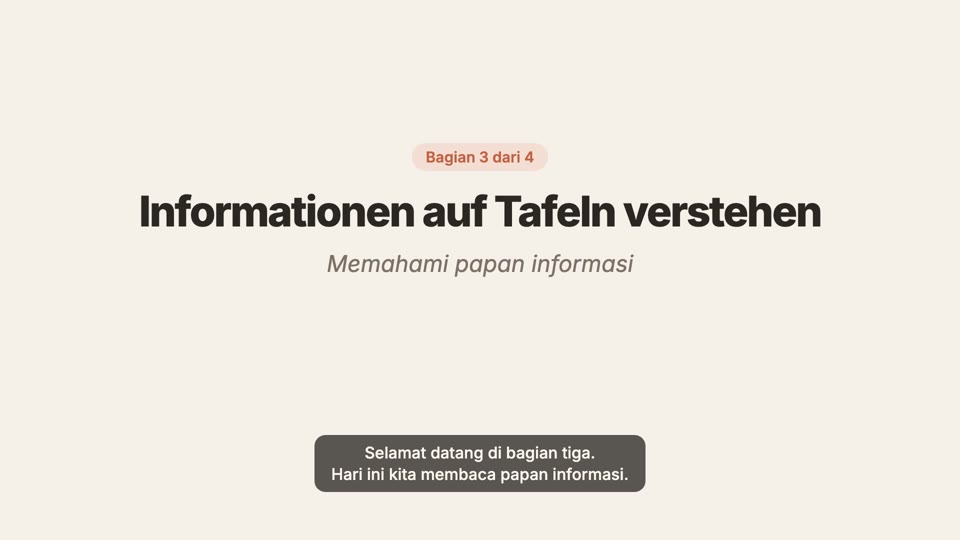 Bagian 3 dari 4
Informationen auf Tafeln verstehen
Memahami papan informasi
Selamat datang di bagian tiga.
Hari ini kita membaca papan informasi.